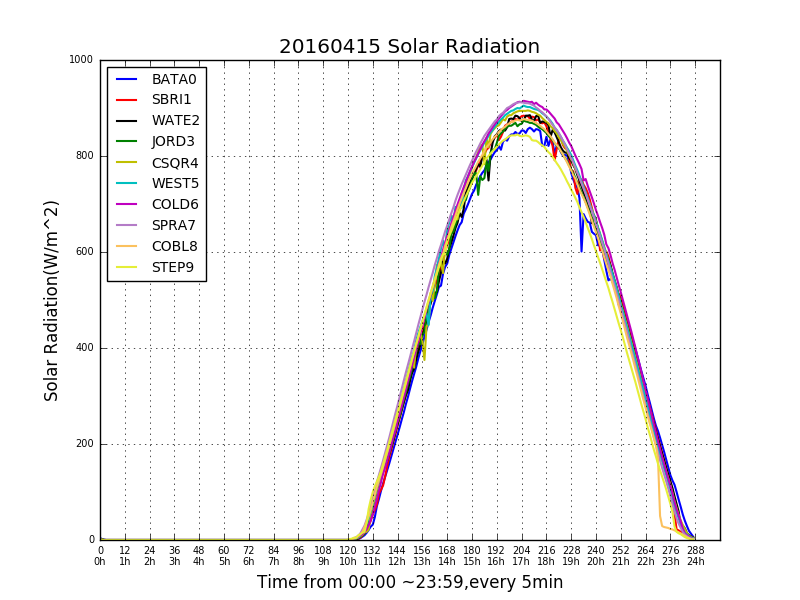 20160415 Solar Radiation
1000
800
600
400
200
0
Solar Radiation(W/m^2)
BATA0
SBRI1
WATE2
JORD3
CSQR4
WEST5
COLD6
SPRA7
COBL8
STEP9
0 12 24 36 48 60 72 84 96 108 120 132 144 156 168 180 192 204 216 228 240 252 264 276 288
0h 1h 2h 3h 4h 5h 6h 7h 8h 9h 10h 11h 12h 13h 14h 15h 16h 17h 18h 19h 20h 21h 22h 23h 24h
Time from 00:00 ~23:59,every 5min